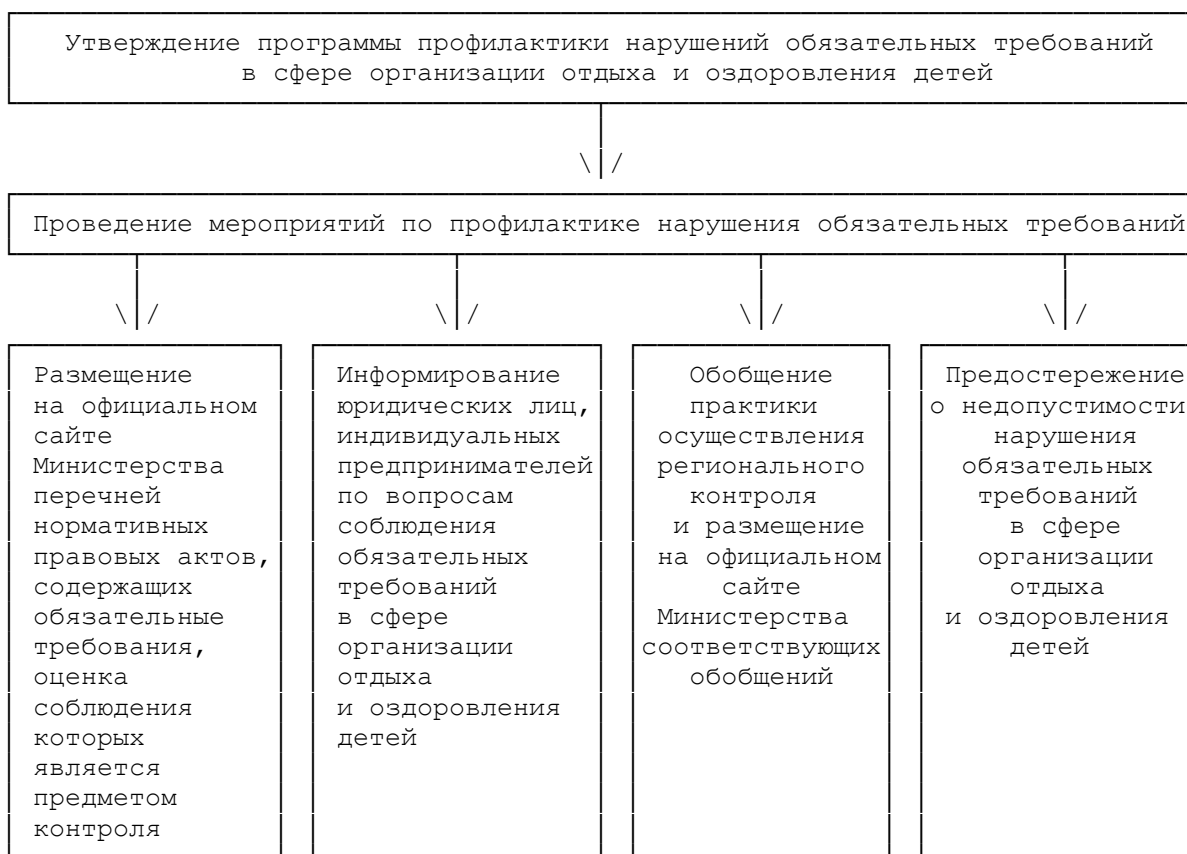 Утверждение программы профилактики нарушений обязательных требований
в сфере организации отдыха и оздоровления детей
Проведение мероприятий по профилактике нарушения обязательных требований
Размещение
на официальном
сайте
Министерства
перечней
нормативных
правовых актов,
содержащих
обязательные
требования,
оценка
соблюдения
которых
является
предметом
контроля
Информирование
юридических лиц,
индивидуальных
предпринимателей
по вопросам
соблюдения
обязательных
требований
в сфере
организации
отдыха
и оздоровления
детей
Обобщение
практики
осуществления
регионального
контроля
и размещение
на официальном
сайте
Министерства
соответствующих
обобщений
Предостережение
о недопустимости
нарушения
обязательных
требований
в сфере
организации
отдыха
и оздоровления
детей